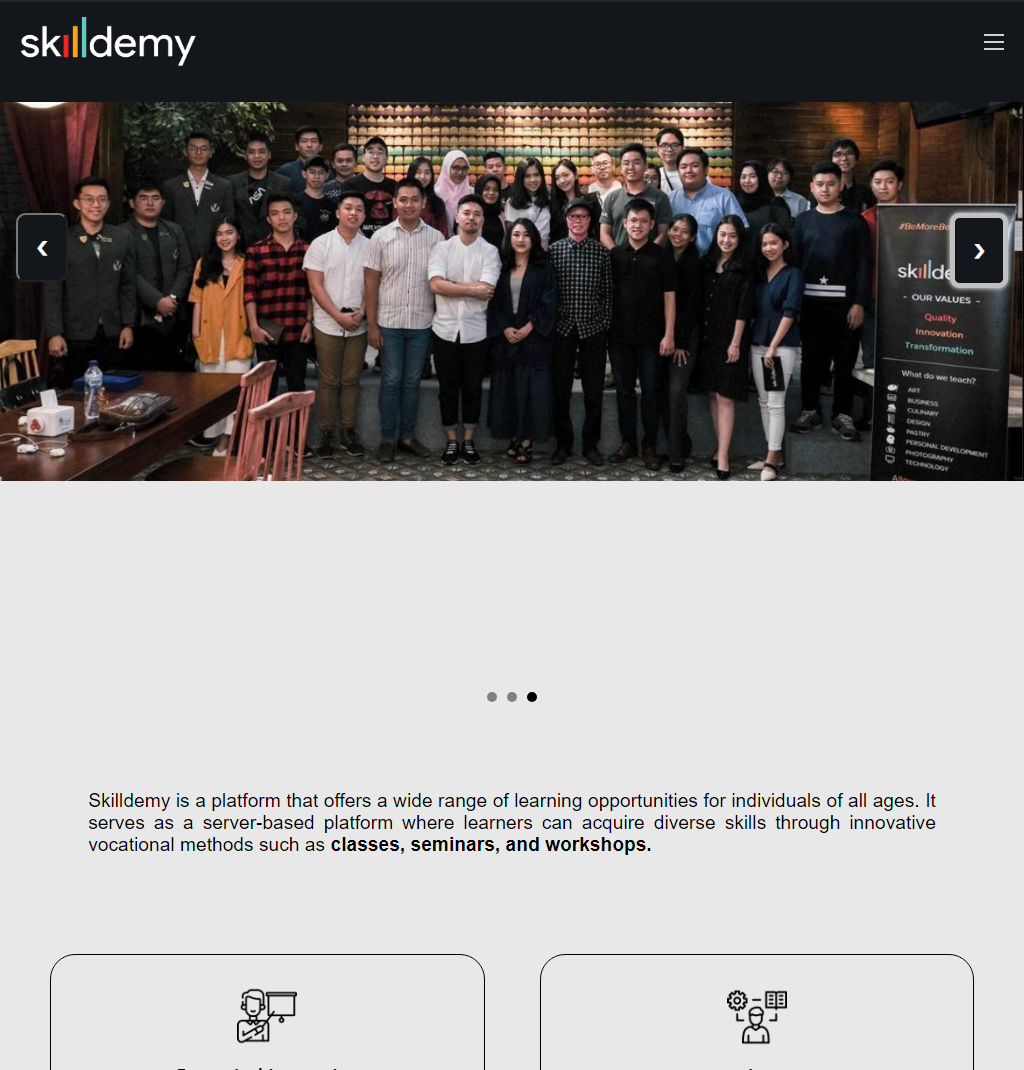 skilldemy
#BeMoreBe
skillde
- OUR VALUES -
Quality
Innovation
Transformation
What do we teach?
ART
BUSINESS
CULINARY
DESIGN
PASTRY
PERSONAL DEVELOPMENT
PHOTOGRAPHY
TECHNOLOGY
Skilldemy is a platform that offers a wide range of learning opportunities for individuals of all ages. It
serves as a server-based platform where learners can acquire diverse skills through innovative
vocational methods such as classes, seminars, and workshops.